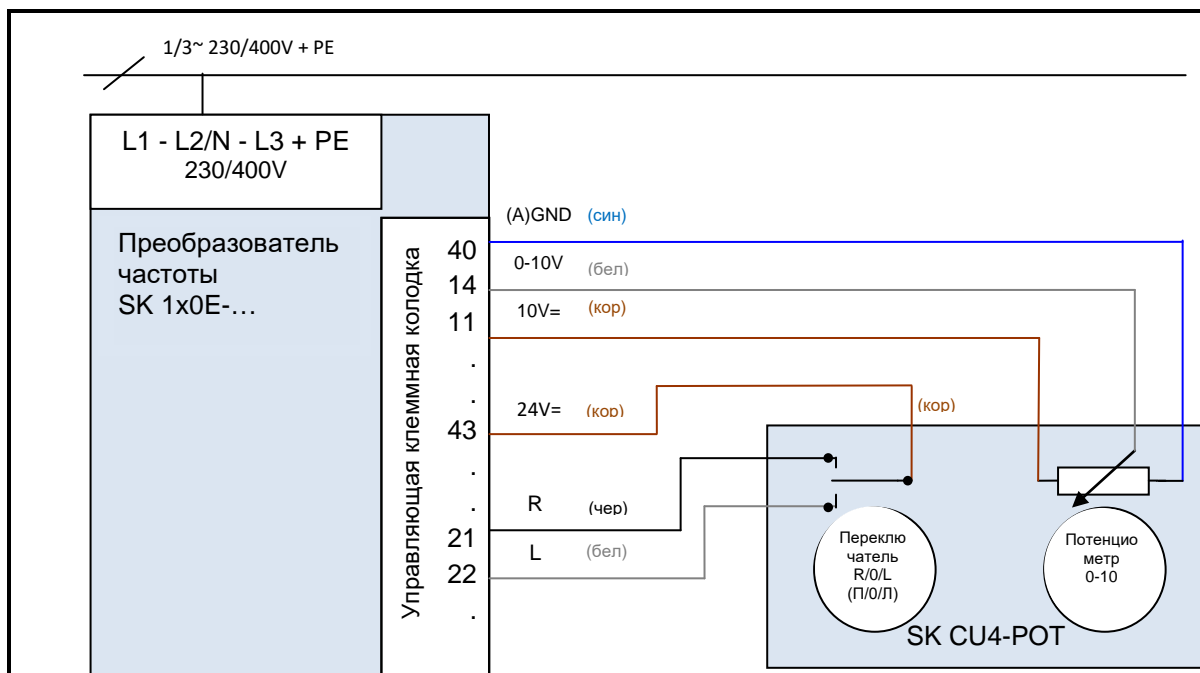 1/3~ 230/400V + PE
L1 - L2/N - L3 + PE
230/400V
Преобразователь
частоты
SK 1x0E-…
Управляющая клеммная колодка
40
14
11
.
.
43
.
.
21
22
.
(A)GND (син)
0-10V (бел)
10V= (кор)
24V= (кор)
(кор)
R (чер)
L (бел)
Переклю
чатель
R/0/L
(П/0/Л)
Потенцио
метр
0-10
SK CU4-POT